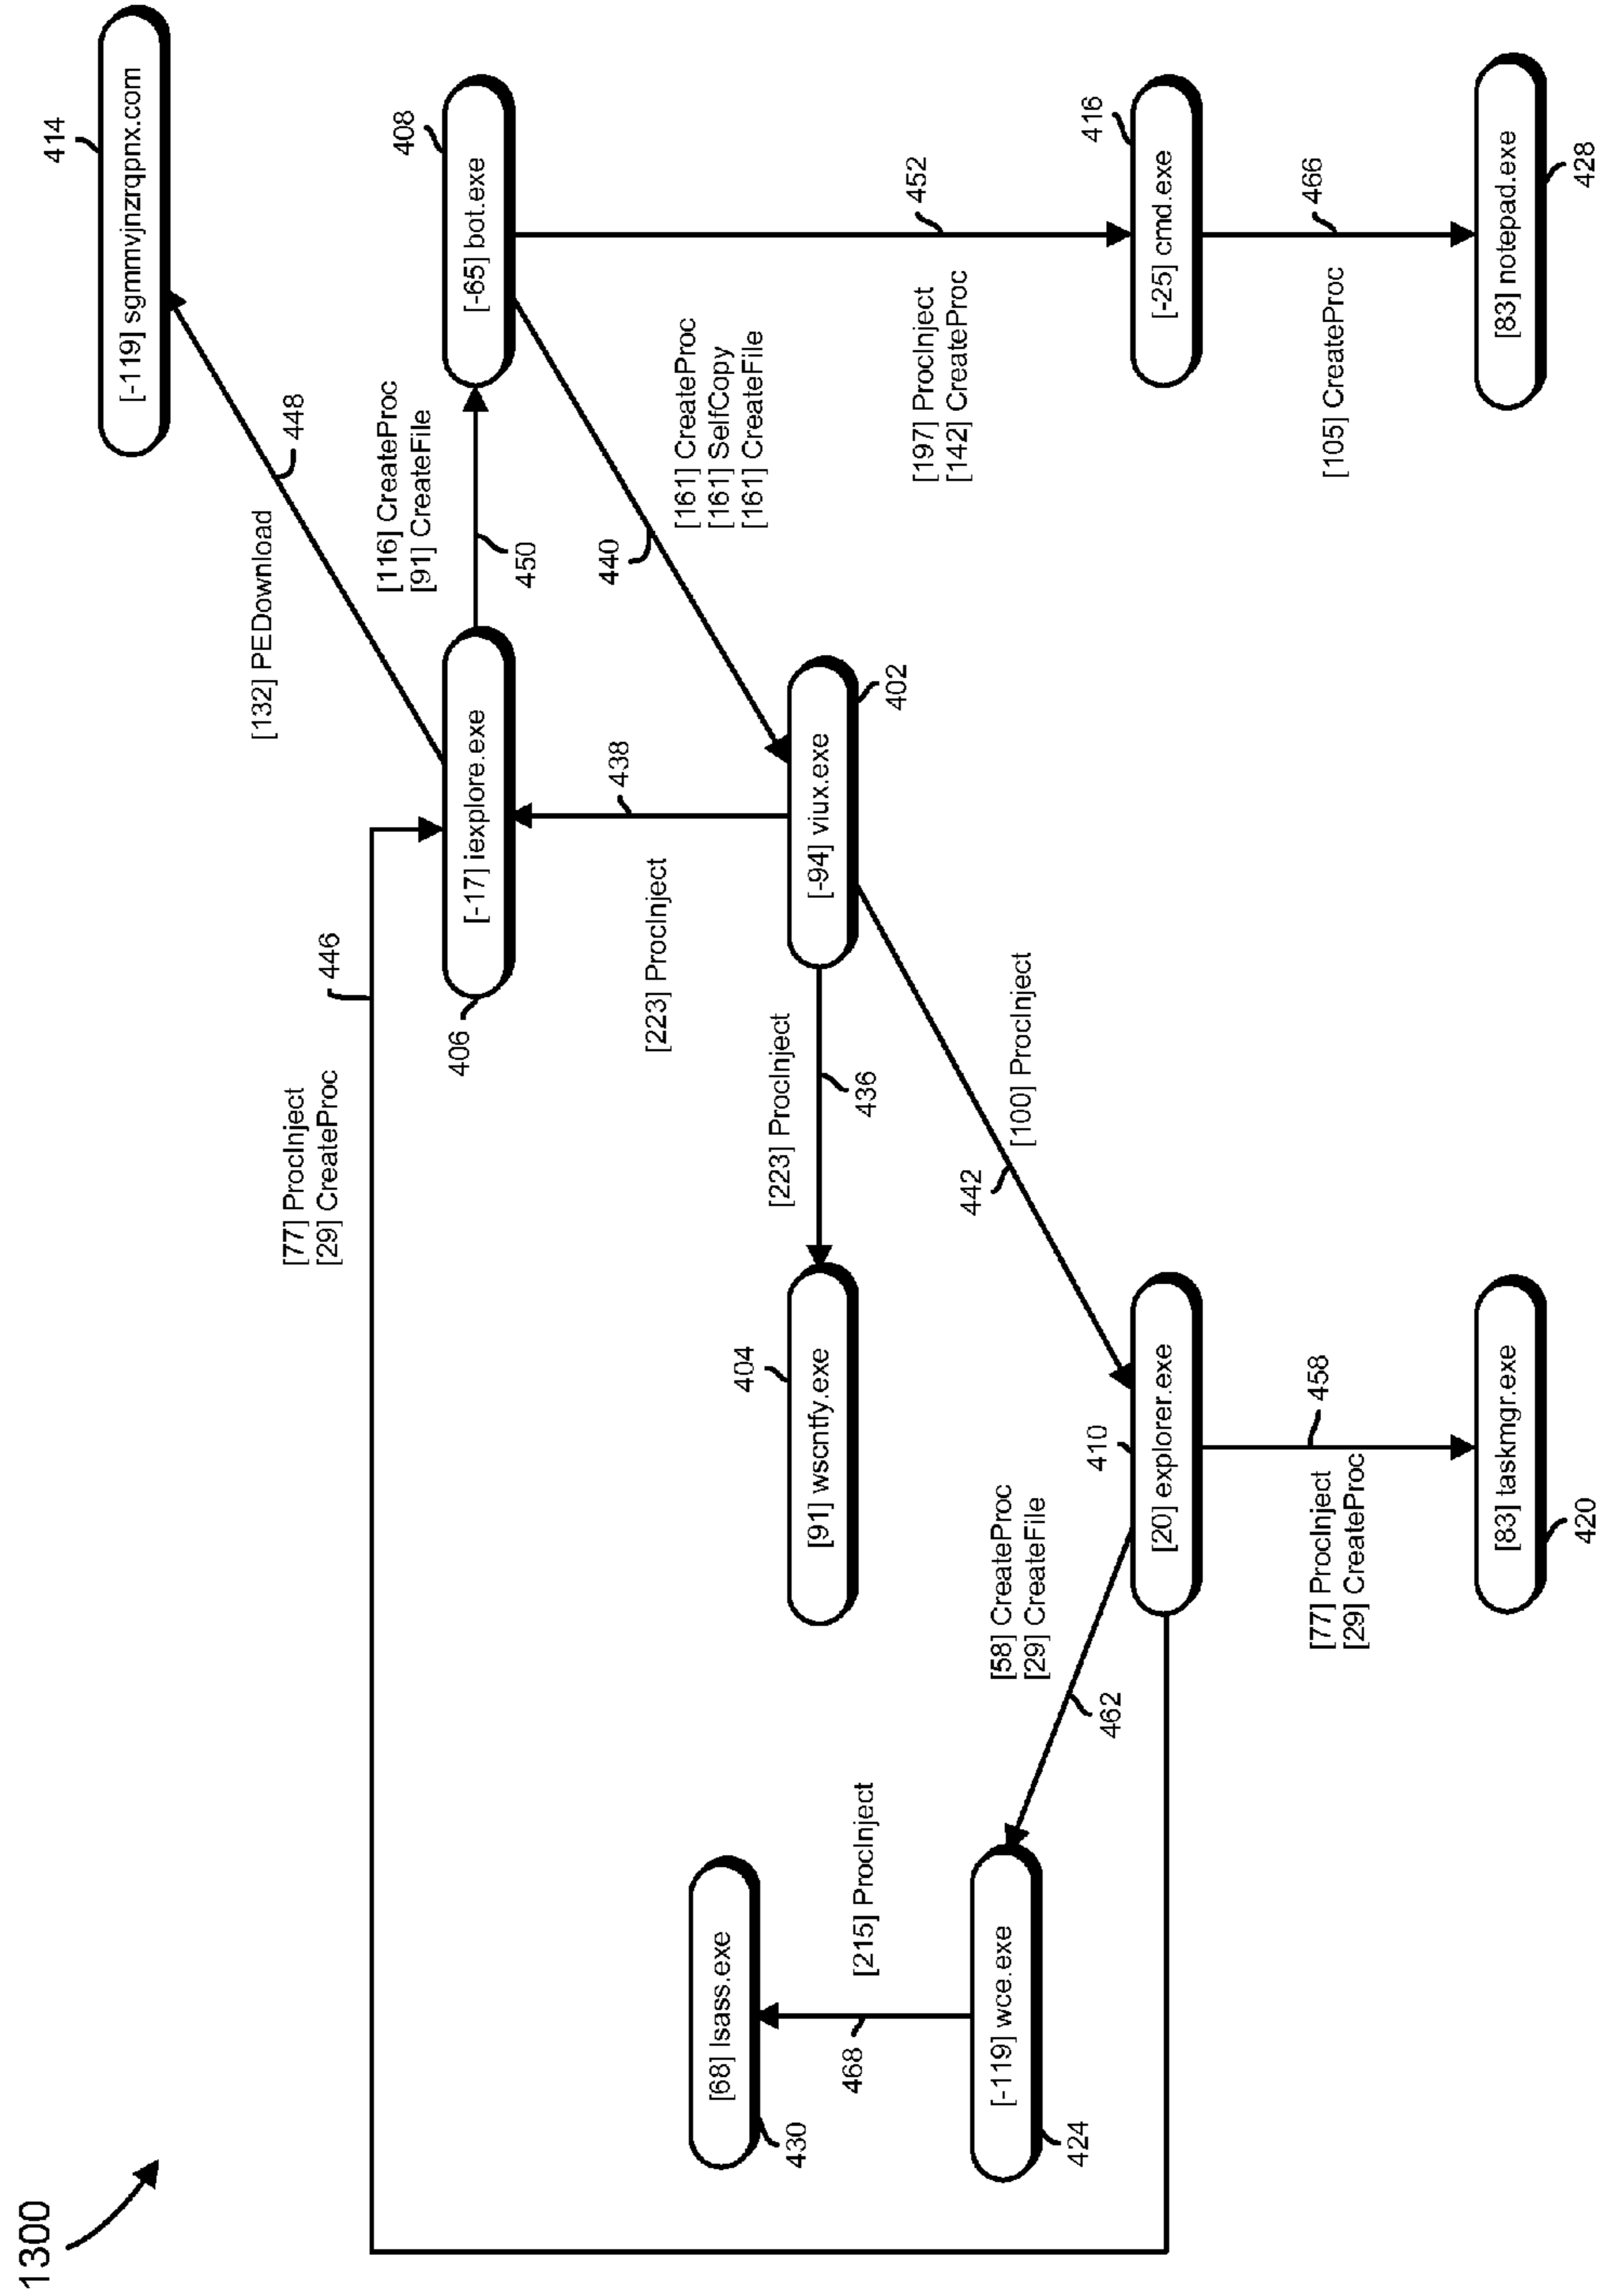 1300
414
[-119] sgmmvjnzrqpnx.com
[132] PEDownload
448
[77] ProcInject
[29] CreateProc
446
[116] CreateProc
[91] CreateFile
408
406
[-17] iexplore.exe
[-65] bot.exe
450
438
440
[223] ProcInject
[161] CreateProc
[161] SelfCopy
[161] CreateFile
[68] lsass.exe
430
404
[223] ProcInject
[91] wscntfy.exe
[-94] viux.exe
436
402
468
[215] ProcInject
[197] ProcInject
[142] CreateProc
452
442
[100] ProcInject
[58] CreateProc
[29] CreateFile
[-119] wce.exe
424
462
410
416
[20] explorer.exe
[-25] cmd.exe
458
466
[77] ProcInject
[29] CreateProc
[105] CreateProc
[83] taskmgr.exe
[83] notepad.exe
420
428